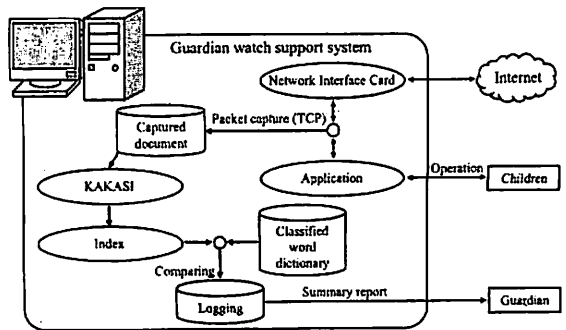 Guardian watch support system
Network Interface Card
Internet
Packet capture (TCP)
Captured
document
Operation
KAKASI
Application
Children
Classified
word
dictionary
Index
Comparing
Logging
Summary report
Guardian